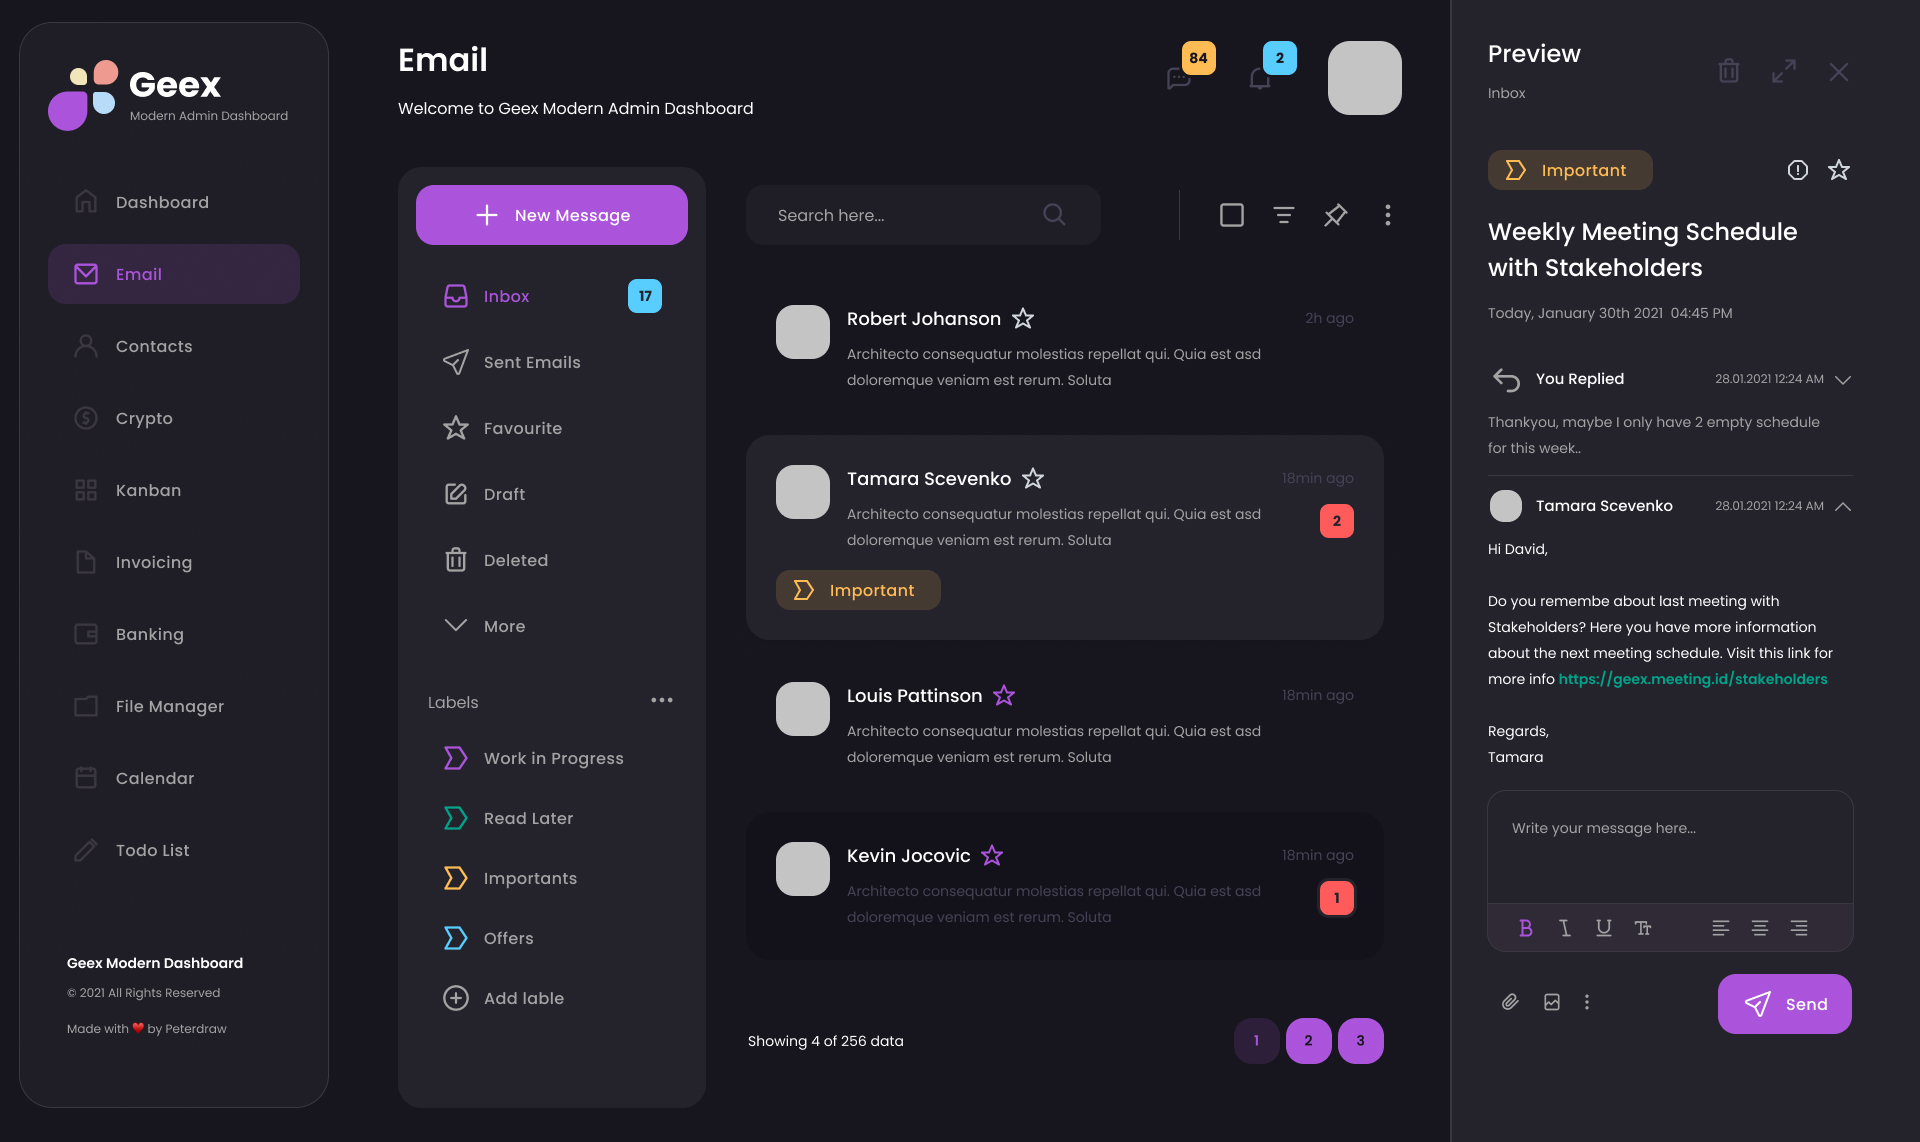 Geex
Modern Admin Dashboard
Dashboard
Email
Contacts
Crypto
Kanban
Invoicing
Banking
File Manager
Calendar
Todo List
Geex Modern Dashboard
© 2021 All Rights Reserved
Made with ❤️ by Peterdraw
Email
Welcome to Geex Modern Admin Dashboard
84
2
New Message
Inbox
17
Sent Emails
Favourite
Draft
Deleted
More
Labels
Work in Progress
Read Later
Importants
Offers
Add lable
Search here...
Robert Johanson
2h ago
Architecto consequatur molestias repellat qui. Quia est asd
doloremque veniam est rerum. Soluta
Tamara Scevenko
18min ago
Architecto consequatur molestias repellat qui. Quia est asd
doloremque veniam est rerum. Soluta
2
Important
Louis Pattinson
18min ago
Architecto consequatur molestias repellat qui. Quia est asd
doloremque veniam est rerum. Soluta
Kevin Jocovic
18min ago
Architecto consequatur molestias repellat qui. Quia est asd
doloremque veniam est rerum. Soluta
1
Showing 4 of 256 data
1
2
3
Preview
Inbox
Important
Weekly Meeting Schedule
with Stakeholders
Today, January 30th 2021 04:45 PM
You Replied
28.01.2021 12:24 AM
Thankyou, maybe I only have 2 empty schedule
for this week..
Tamara Scevenko
28.01.2021 12:24 AM
Hi David,
Do you remembe about last meeting with
Stakeholders? Here you have more information
about the next meeting schedule. Visit this link for
more info https://geex.meeting.id/stakeholders
Regards,
Tamara
Write your message here...
B I U Tt
Send